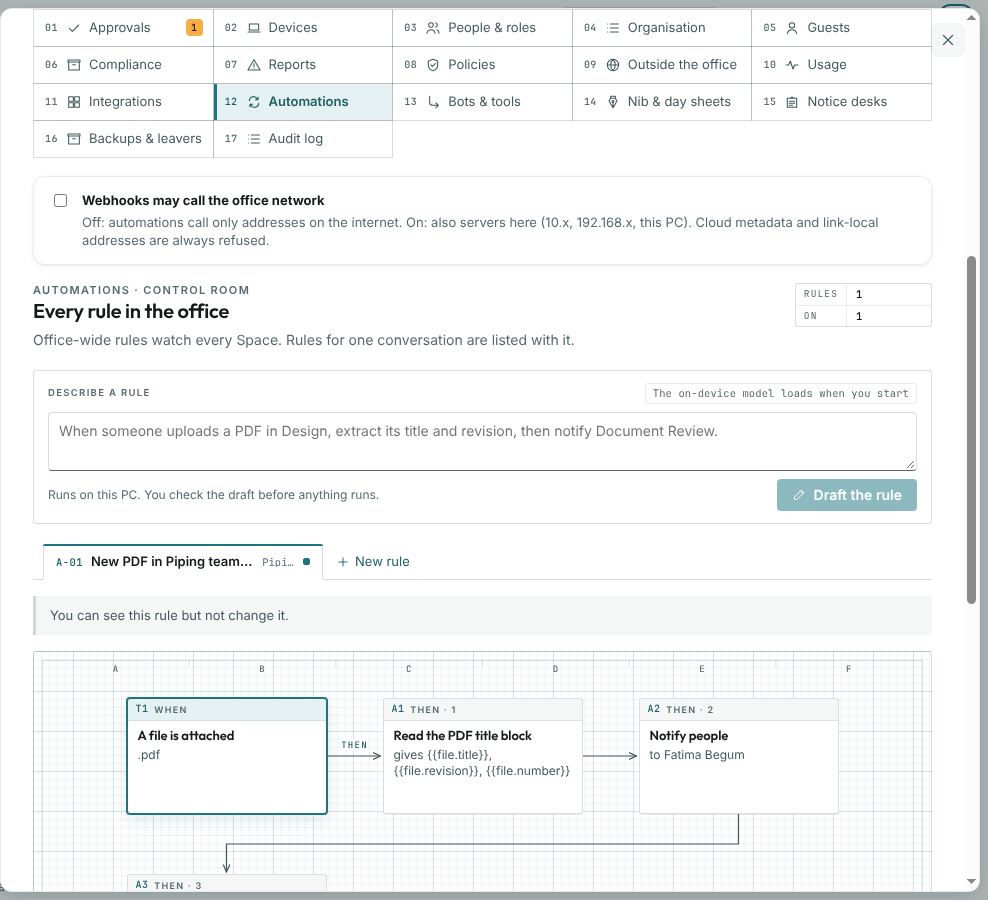 01 Approvals 1
02 Devices
03 People & roles
04 Organisation
05 Guests
06 Compliance
07 Reports
08 Policies
09 Outside the office
10 Usage
11 Integrations
12 Automations
13 Bots & tools
14 Nib & day sheets
15 Notice desks
16 Backups & leavers
17 Audit log
Webhooks may call the office network
Off: automations call only addresses on the internet. On: also servers here (10.x, 192.168.x, this PC). Cloud metadata and link-local
addresses are always refused.
AUTOMATIONS · CONTROL ROOM
Every rule in the office
Office-wide rules watch every Space. Rules for one conversation are listed with it.
RULES 1
ON 1
DESCRIBE A RULE
The on-device model loads when you start
When someone uploads a PDF in Design, extract its title and revision, then notify Document Review.
Runs on this PC. You check the draft before anything runs.
Draft the rule
A-01 New PDF in Piping team... Pipi…
+ New rule
You can see this rule but not change it.
A B C D E F
T1 WHEN
A file is attached
.pdf
THEN
A1 THEN · 1
Read the PDF title block
gives {{file.title}},
{{file.revision}}, {{file.number}}
A2 THEN · 2
Notify people
to Fatima Begum
A3 THEN · 3